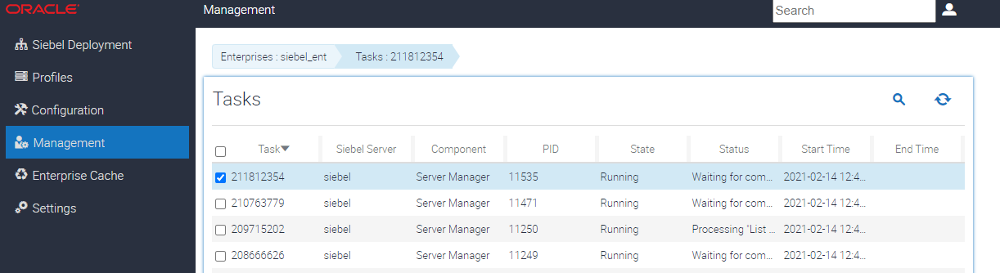 ORACLE
Management
Search
Siebel Deployment
Profiles
Configuration
Management
Enterprise Cache
Settings
Enterprises : siebel_ent
Tasks : 211812354
Tasks
Task Siebel Server Component PID State Status Start Time End Time
211812354 siebel Server Manager 11535 Running Waiting for com... 2021-02-14 12:4...
210763779 siebel Server Manager 11471 Running Waiting for com... 2021-02-14 12:4...
209715202 siebel Server Manager 11250 Running Processing "List ... 2021-02-14 12:4...
208666626 siebel Server Manager 11249 Running Waiting for com... 2021-02-14 12:4...